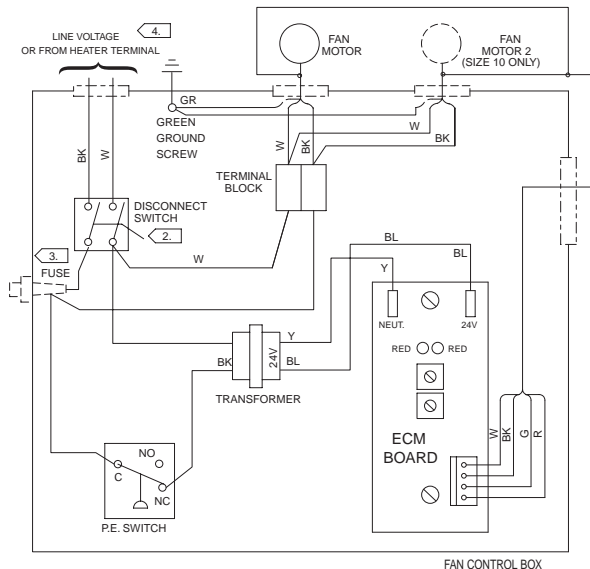 LINE VOLTAGE
OR FROM HEATER TERMINAL
4.
FAN
MOTOR
FAN
MOTOR 2
(SIZE 10 ONLY)
GR
GREEN
GROUND
SCREW
BK
W
W
BK
W
BK
TERMINAL
BLOCK
DISCONNECT
SWITCH
2.
3.
FUSE
W
BL
BL
Y
NEUT.
24V
RED
RED
Y
24V
BK
BL
TRANSFORMER
ECM
BOARD
W
BK
G
R
NO
C
NC
P.E. SWITCH
FAN CONTROL BOX